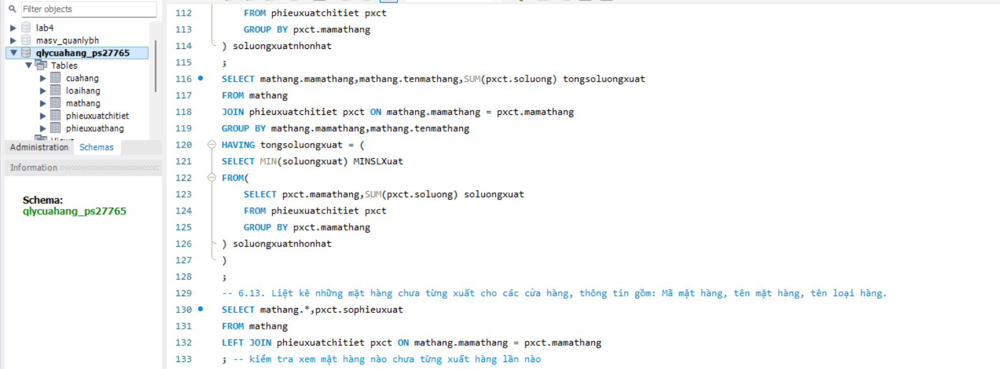 Filter objects
lab4
masv_quanlybh
qlycuahang_ps27765
Tables
cuahang
loaihang
mathang
phieuxuatchitiet
phieuxuathang
Views
Administration Schemas
Information
Schema:
qlycuahang_ps27765
112 FROM phieuxuatchitiet pxct
113 GROUP BY pxct.mamathang
114 ) soluongxuatnhonhat
115 ;
116 SELECT mathang.mamathang,mathang.tenmathang,SUM(pxct.soluong) tongsoluongxuat
117 FROM mathang
118 JOIN phieuxuatchitiet pxct ON mathang.mamathang = pxct.mamathang
119 GROUP BY mathang.mamathang,mathang.tenmathang
120 HAVING tongsoluongxuat = (
121 SELECT MIN(soluongxuat) MINSLXuat
122 FROM(
123 SELECT pxct.mamathang,SUM(pxct.soluong) soluongxuat
124 FROM phieuxuatchitiet pxct
125 GROUP BY pxct.mamathang
126 ) soluongxuatnhonhat
127 )
128 ;
129 -- 6.13. Liệt kê những mặt hàng chưa từng xuất cho các cửa hàng, thông tin gồm: Mã mặt hàng, tên mặt hàng, tên loại hàng.
130 SELECT mathang.*,pxct.sophieuxuat
131 FROM mathang
132 LEFT JOIN phieuxuatchitiet pxct ON mathang.mamathang = pxct.mamathang
133 ; -- kiểm tra xem mặt hàng nào chưa từng xuất hàng lần nào